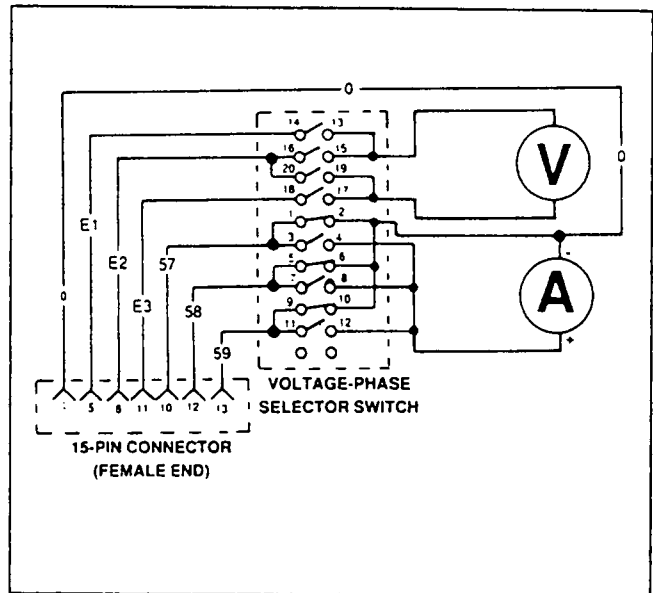 0
14 13
16 15
20 19
18 17
1 2
3 4
5 6
7 8
9 10
11 12
V
0
E1
E2
E3
57
58
59
0
-
A
+
5 11 10 12 13
VOLTAGE-PHASE
SELECTOR SWITCH
15-PIN CONNECTOR
(FEMALE END)